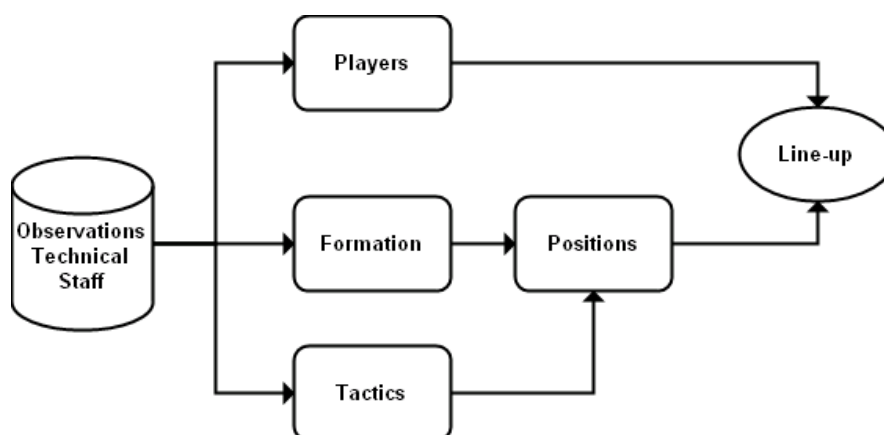 Players
Line-up
Observations
Technical
Staff
Formation
Positions
Tactics